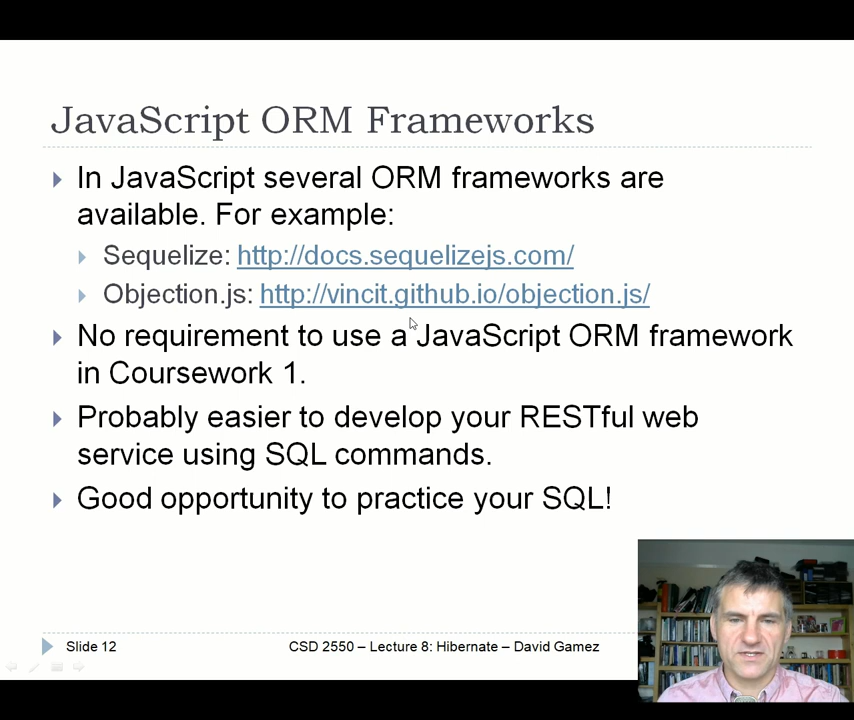 JavaScript ORM Frameworks
In JavaScript several ORM frameworks are
available. For example:
Sequelize: http://docs.sequelizejs.com/
Objection.js: http://vincit.github.io/objection.js/
No requirement to use a JavaScript ORM framework
in Coursework 1.
Probably easier to develop your RESTful web
service using SQL commands.
Good opportunity to practice your SQL!
Slide 12
CSD 2550 – Lecture 8: Hibernate – David Gamez